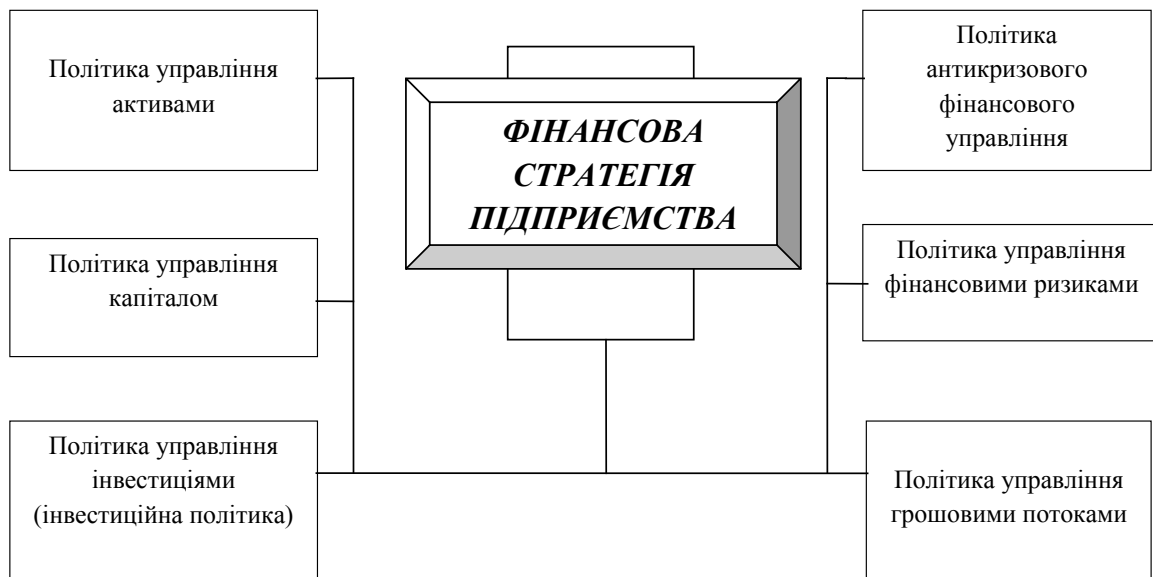 Політика управління
активами
Політика управління
капіталом
Політика управління
інвестиціями
(інвестиційна політика)
ФІНАНСОВА
СТРАТЕГІЯ
ПІДПРИЄМСТВА
Політика
антикризового
фінансового
управління
Політика управління
фінансовими ризиками
Політика управління
грошовими потоками